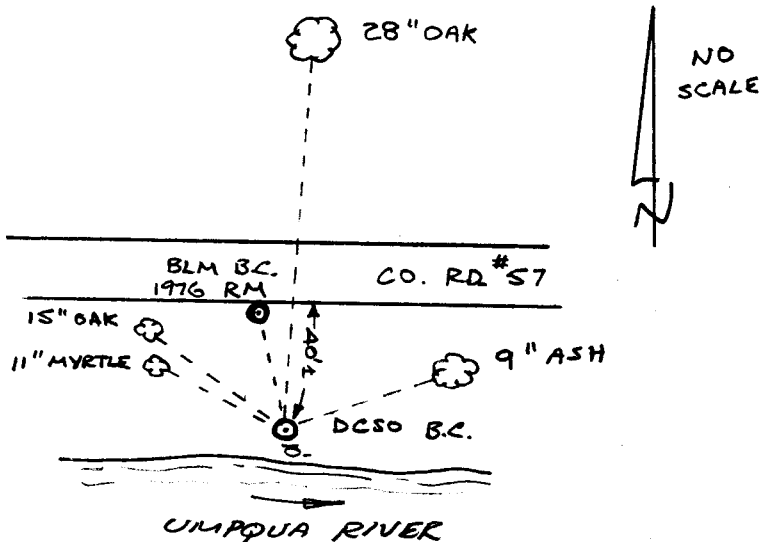 28" OAK
NO
SCALE
N
BLM B.C.
1976 RM
CO. RD. #57
15" OAK
11" MYRTLE
40'±
9" ASH
DCSO B.C.
UMPQUA RIVER